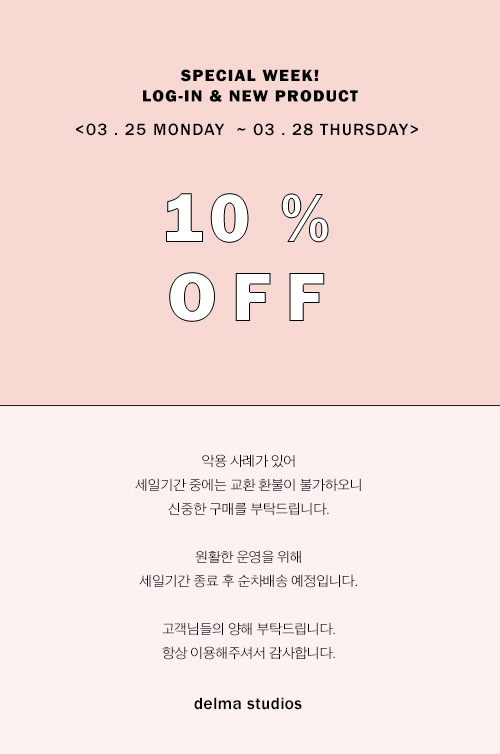 SPECIAL WEEK!
LOG-IN & NEW PRODUCT
<03 . 25 MONDAY ~ 03 . 28 THURSDAY>
10 %
OFF
악용 사례가 있어
세일기간 중에는 교환 환불이 불가하오니
신중한 구매를 부탁드립니다.
원활한 운영을 위해
세일기간 종료 후 순차배송 예정입니다.
고객님들의 양해 부탁드립니다.
항상 이용해주셔서 감사합니다.
delma studios